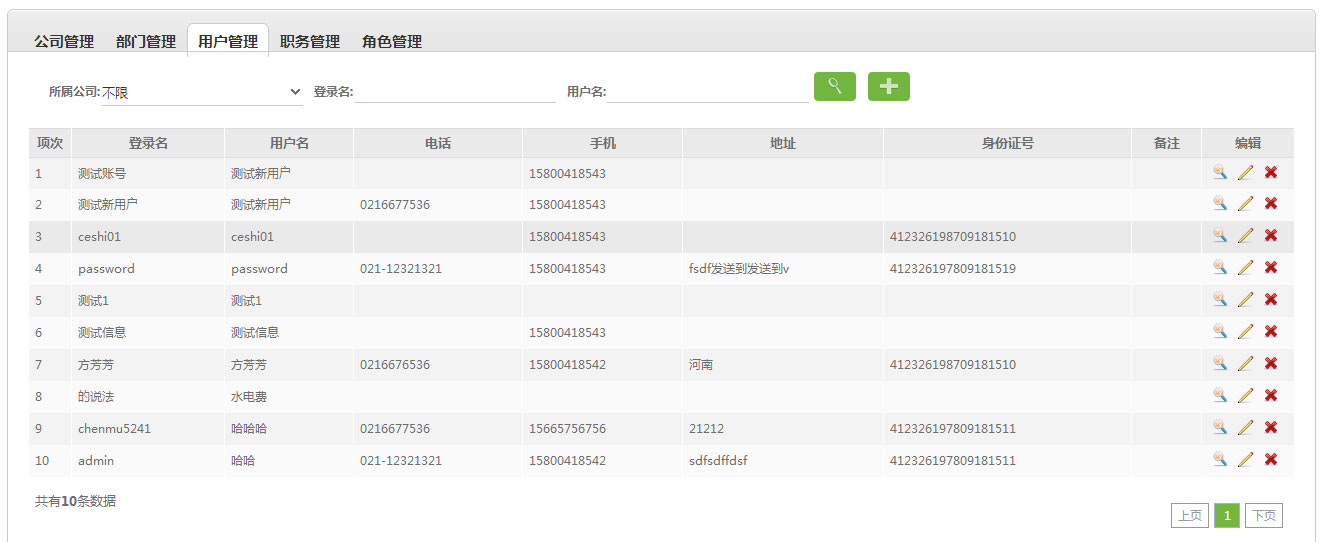 公司管理 部门管理 用户管理 职务管理 角色管理
所属公司:不限 登录名: 用户名:
项次 登录名 用户名 电话 手机 地址 身份证号 备注 编辑
1 测试账号 测试新用户 15800418543
2 测试新用户 测试新用户 0216677536 15800418543
3 ceshi01 ceshi01 15800418543 412326198709181510
4 password password 021-12321321 15800418543 fsdf发送到发送到v 412326197809181519
5 测试1 测试1
6 测试信息 测试信息 15800418543
7 方芳芳 方芳芳 0216676536 15800418542 河南 412326198709181510
8 的说法 水电费
9 chenmu5241 哈哈哈 0216677536 15665756756 21212 412326197809181511
10 admin 哈哈 021-12321321 15800418542 sdfsdffdsf 412326197809181511
共有10条数据
上页 1 下页